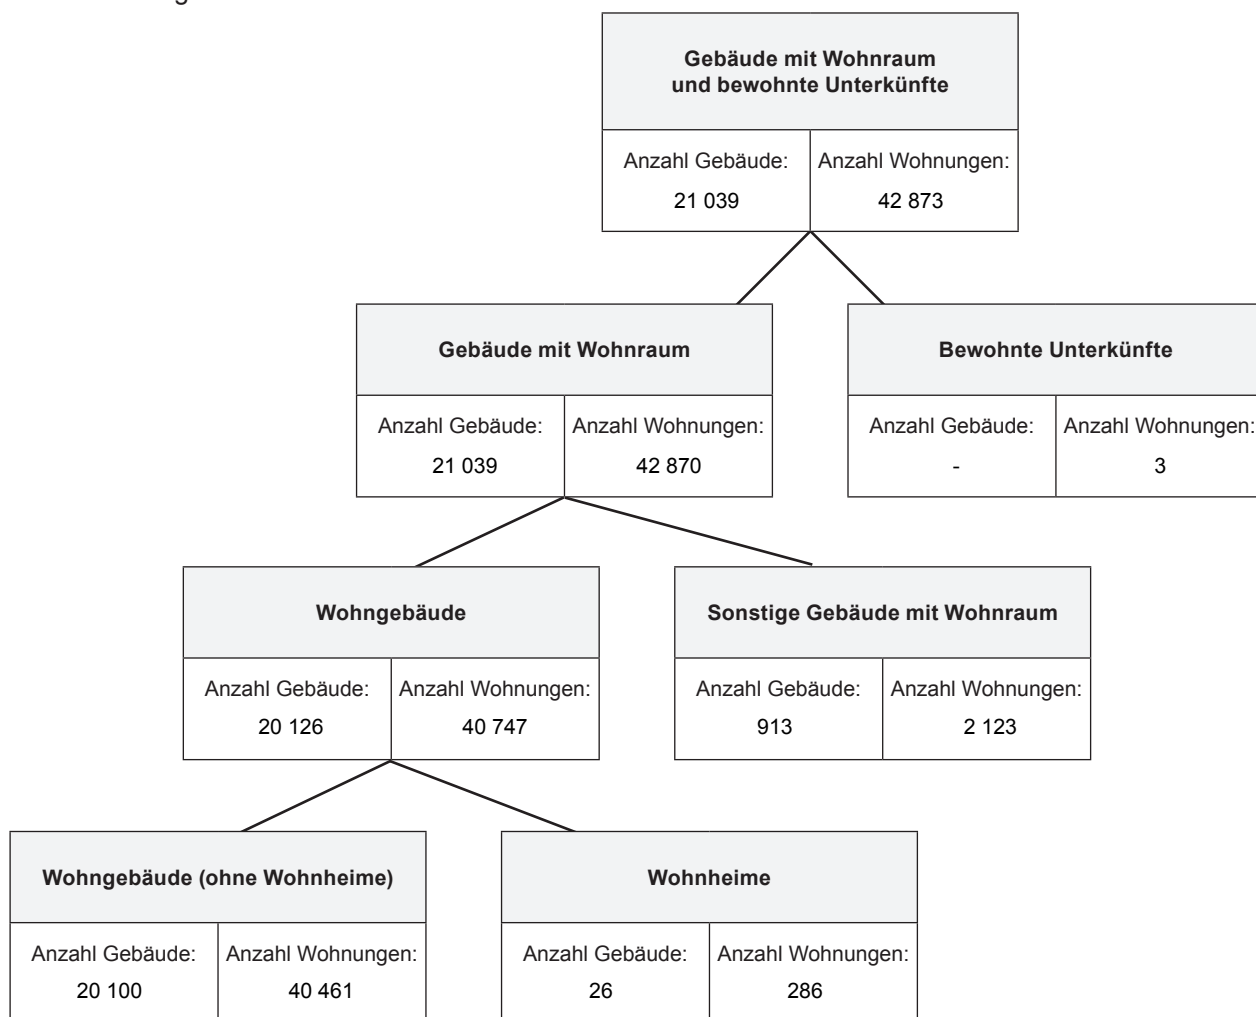 Gebäude mit Wohnraum
und bewohnte Unterkünfte
Anzahl Gebäude: Anzahl Wohnungen:
21 039 42 873
Gebäude mit Wohnraum
Anzahl Gebäude: Anzahl Wohnungen:
21 039 42 870
Bewohnte Unterkünfte
Anzahl Gebäude: Anzahl Wohnungen:
- 3
Wohngebäude
Anzahl Gebäude: Anzahl Wohnungen:
20 126 40 747
Sonstige Gebäude mit Wohnraum
Anzahl Gebäude: Anzahl Wohnungen:
913 2 123
Wohngebäude (ohne Wohnheime)
Anzahl Gebäude: Anzahl Wohnungen:
20 100 40 461
Wohnheime
Anzahl Gebäude: Anzahl Wohnungen:
26 286